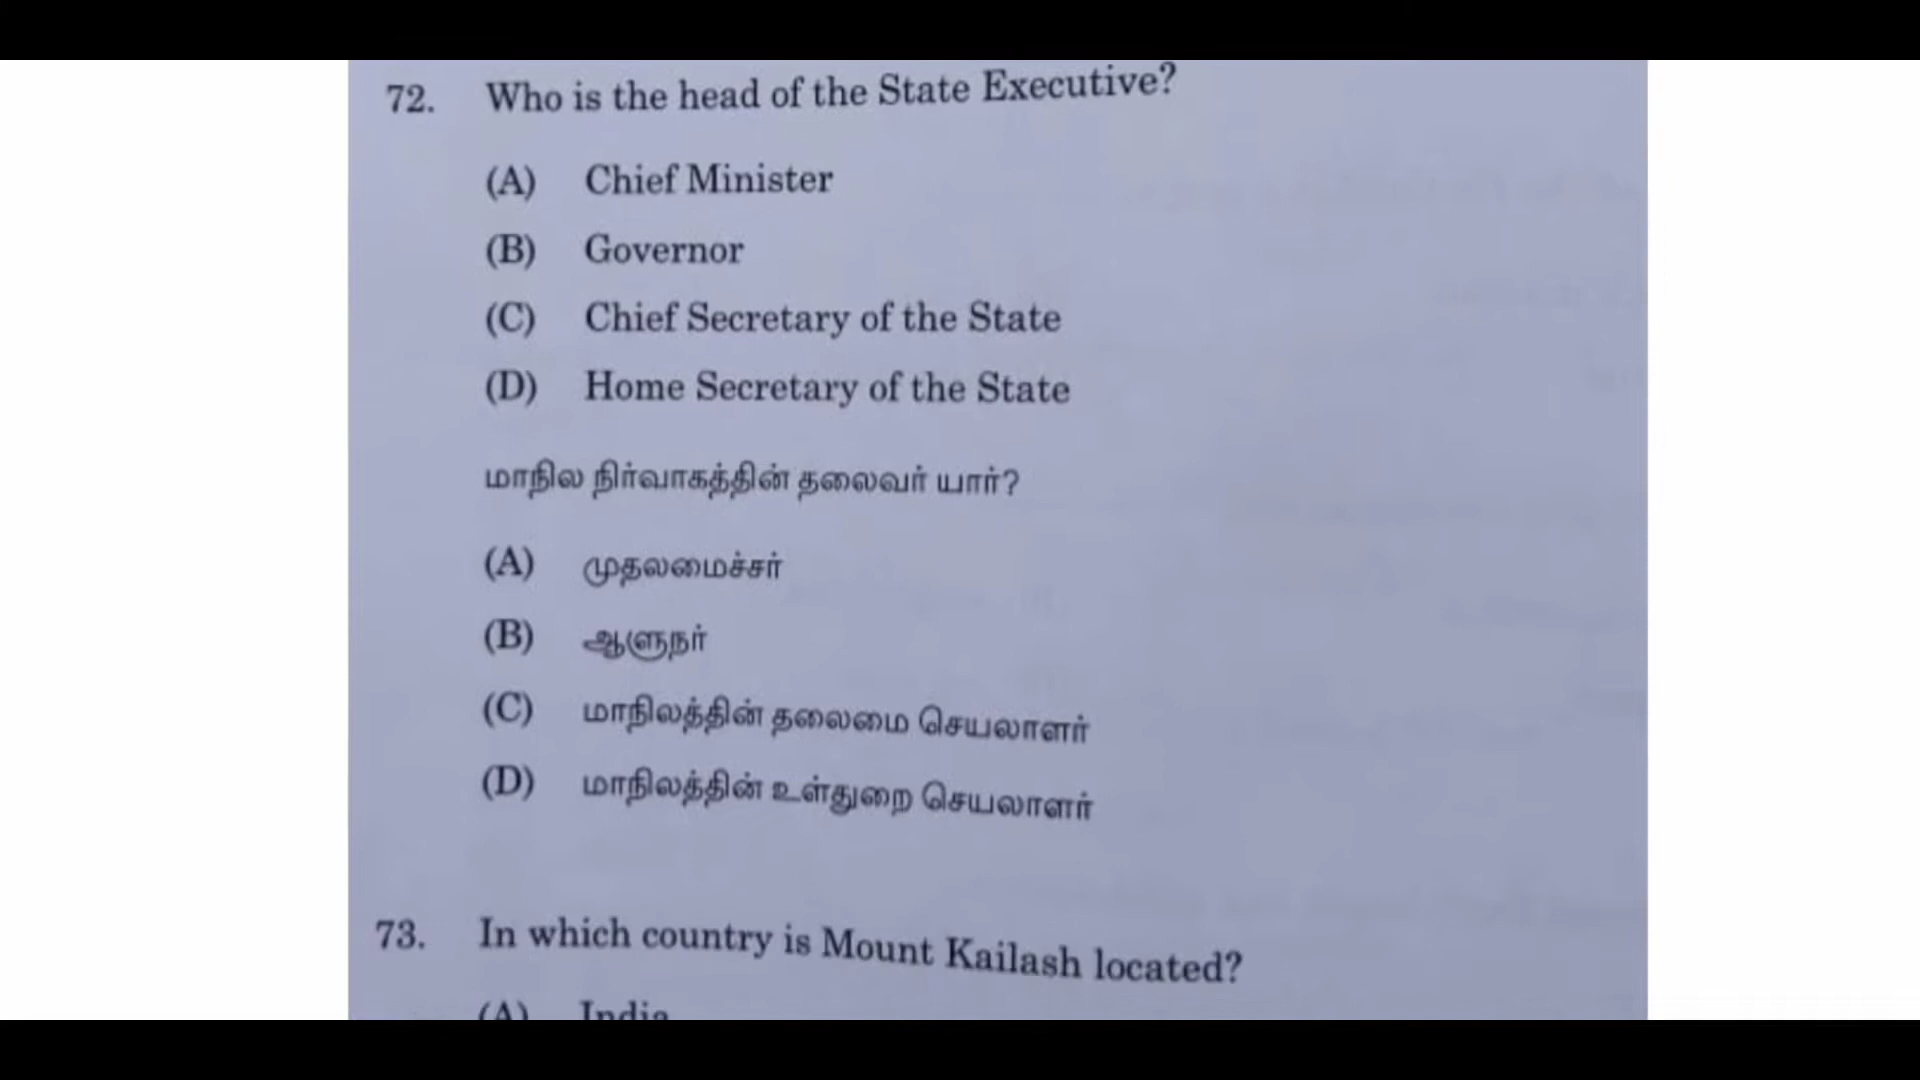 72. Who is the head of the State Executive?
(A) Chief Minister
(B) Governor
(C) Chief Secretary of the State
(D) Home Secretary of the State
மாநில நிர்வாகத்தின் தலைவர் யார்?
(A) முதலமைச்சர்
(B) ஆளுநர்
(C) மாநிலத்தின் தலைமை செயலாளர்
(D) மாநிலத்தின் உள்துறை செயலாளர்
73. In which country is Mount Kailash located?
(A) India